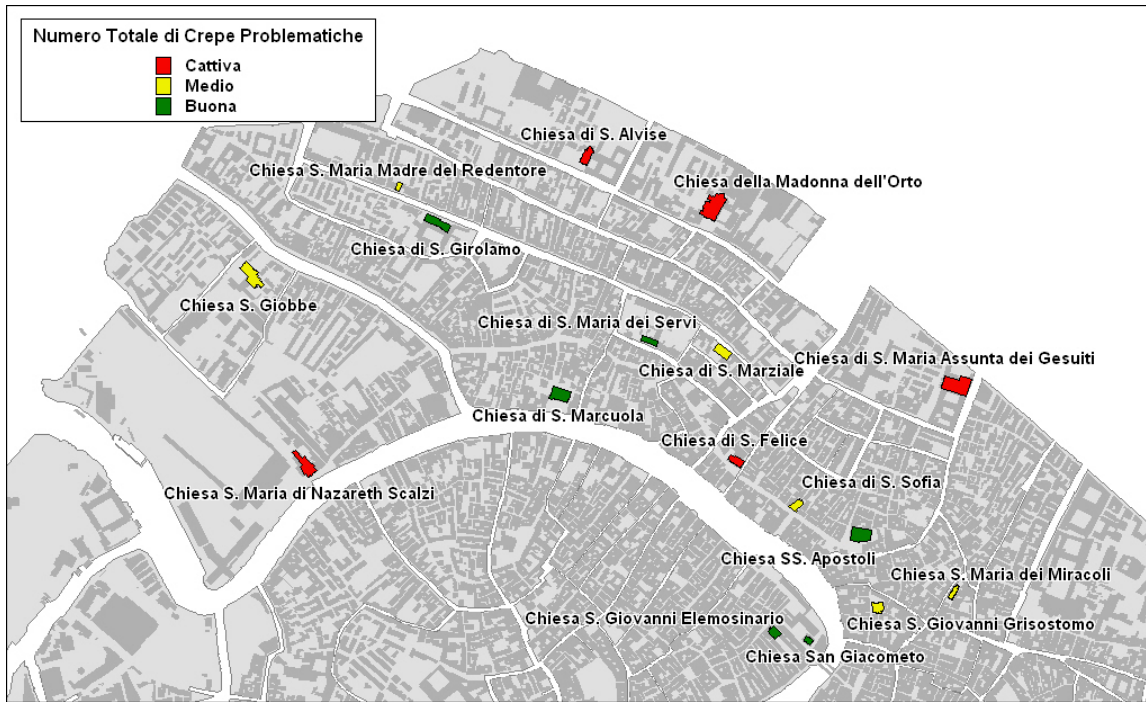 Numero Totale di Crepe Problematiche
Cattiva
Medio
Buona
Chiesa di S. Alvise
Chiesa S. Maria Madre del Redentore
Chiesa della Madonna dell'Orto
Chiesa di S. Girolamo
Chiesa S. Giobbe
Chiesa di S. Maria dei Servi
Chiesa di S. Maria Assunta dei Gesuiti
Chiesa di S. Marziale
Chiesa di S. Marcuola
Chiesa di S. Felice
Chiesa di S. Sofia
Chiesa S. Maria di Nazareth Scalzi
Chiesa SS. Apostoli
Chiesa S. Maria dei Miracoli
Chiesa S. Giovanni Elemosinario
Chiesa S. Giovanni Grisostomo
Chiesa San Giacometo